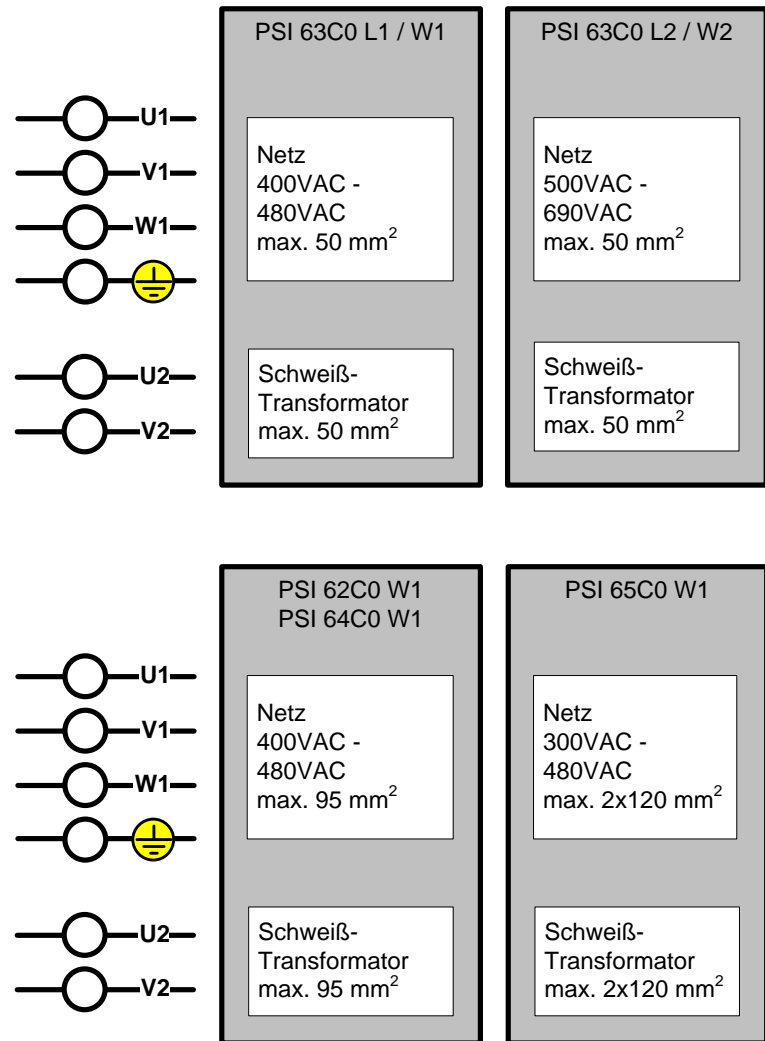 PSI 63C0 L1 / W1
PSI 63C0 L2 / W2
U1
V1
W1
Netz
400VAC -
480VAC
max. 50 mm²
Netz
500VAC -
690VAC
max. 50 mm²
U2
V2
Schweiß-
Transformator
max. 50 mm²
Schweiß-
Transformator
max. 50 mm²
PSI 62C0 W1
PSI 64C0 W1
PSI 65C0 W1
U1
V1
W1
Netz
400VAC -
480VAC
max. 95 mm²
Netz
300VAC -
480VAC
max. 2x120 mm²
U2
V2
Schweiß-
Transformator
max. 95 mm²
Schweiß-
Transformator
max. 2x120 mm²